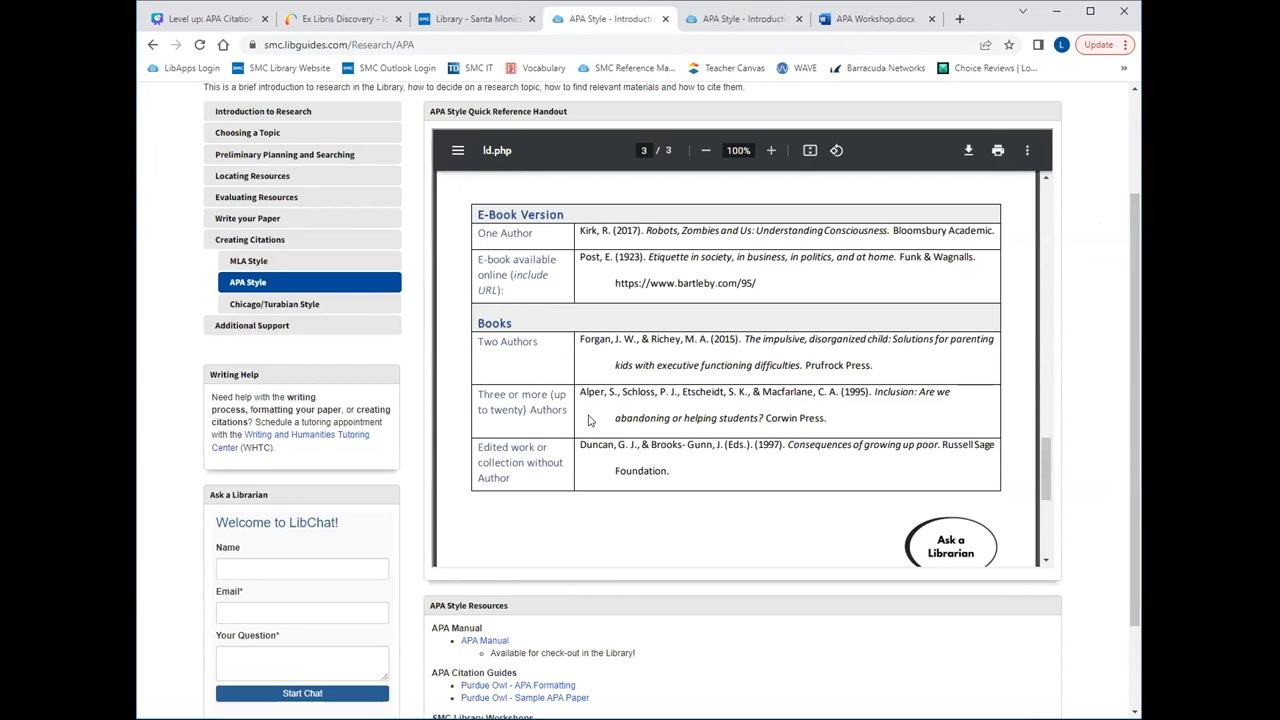 Level up: APA Citation
Ex Libris Discovery - Ic
Library - Santa Monic
APA Style - Introducti
APA Style - Introducti
APA Workshop.docx
smc.libguides.com/Research/APA
L
Update
LibApps Login
SMC Library Website
SMC Outlook Login
TD SMC IT
Vocabulary
SMC Reference Ma...
Teacher Canvas
WAVE
Barracuda Networks
Choice Reviews | Lo...
»
This is a brief introduction to research in the Library, how to decide on a research topic, how to find relevant materials and how to cite them.
Introduction to Research
Choosing a Topic
Preliminary Planning and Searching
Locating Resources
Evaluating Resources
Write your Paper
Creating Citations
MLA Style
APA Style
Chicago/Turabian Style
Additional Support
Writing Help
Need help with the writing
process, formatting your paper, or creating
citations? Schedule a tutoring appointment
with the Writing and Humanities Tutoring
Center (WHTC).
Ask a Librarian
Welcome to LibChat!
Name
Email*
Your Question*
Start Chat
APA Style Quick Reference Handout
ld.php
3 / 3
100%
E-Book Version
One Author
Kirk, R. (2017). Robots, Zombies and Us: Understanding Consciousness. Bloomsbury Academic.
E-book available
online (include
URL):
Post, E. (1923). Etiquette in society, in business, in politics, and at home. Funk & Wagnalls.
https://www.bartleby.com/95/
Books
Two Authors
Forgan, J. W., & Richey, M. A. (2015). The impulsive, disorganized child: Solutions for parenting
kids with executive functioning difficulties. Prufrock Press.
Three or more (up
to twenty) Authors
Alper, S., Schloss, P. J., Etscheidt, S. K., & Macfarlane, C. A. (1995). Inclusion: Are we
abandoning or helping students? Corwin Press.
Edited work or
collection without
Author
Duncan, G. J., & Brooks- Gunn, J. (Eds.). (1997). Consequences of growing up poor. Russell Sage
Foundation.
Ask a
Librarian
APA Style Resources
APA Manual
APA Manual
Available for check-out in the Library!
APA Citation Guides
Purdue Owl - APA Formatting
Purdue Owl - Sample APA Paper
SMC Library Workshops